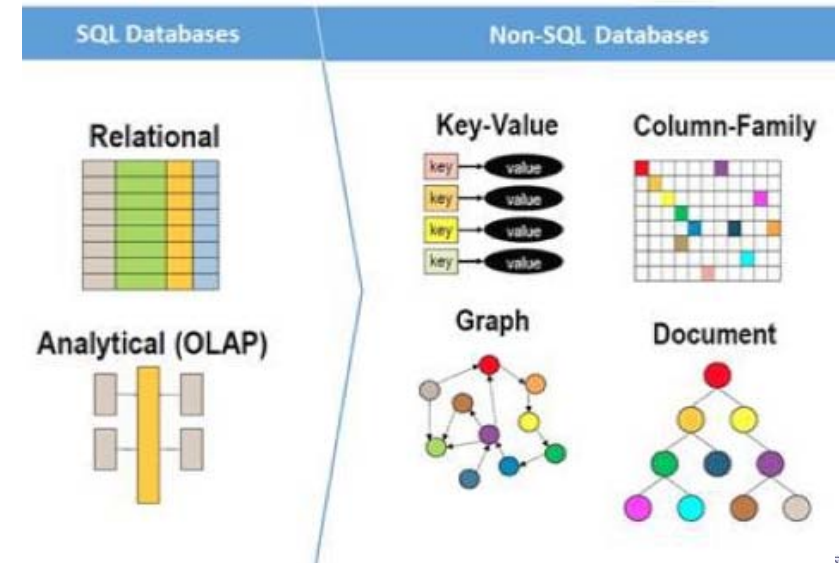 SQL Databases
Non-SQL Databases
Relational
Analytical (OLAP)
Key-Value
key value
key value
key value
key value
Column-Family
Graph
Document